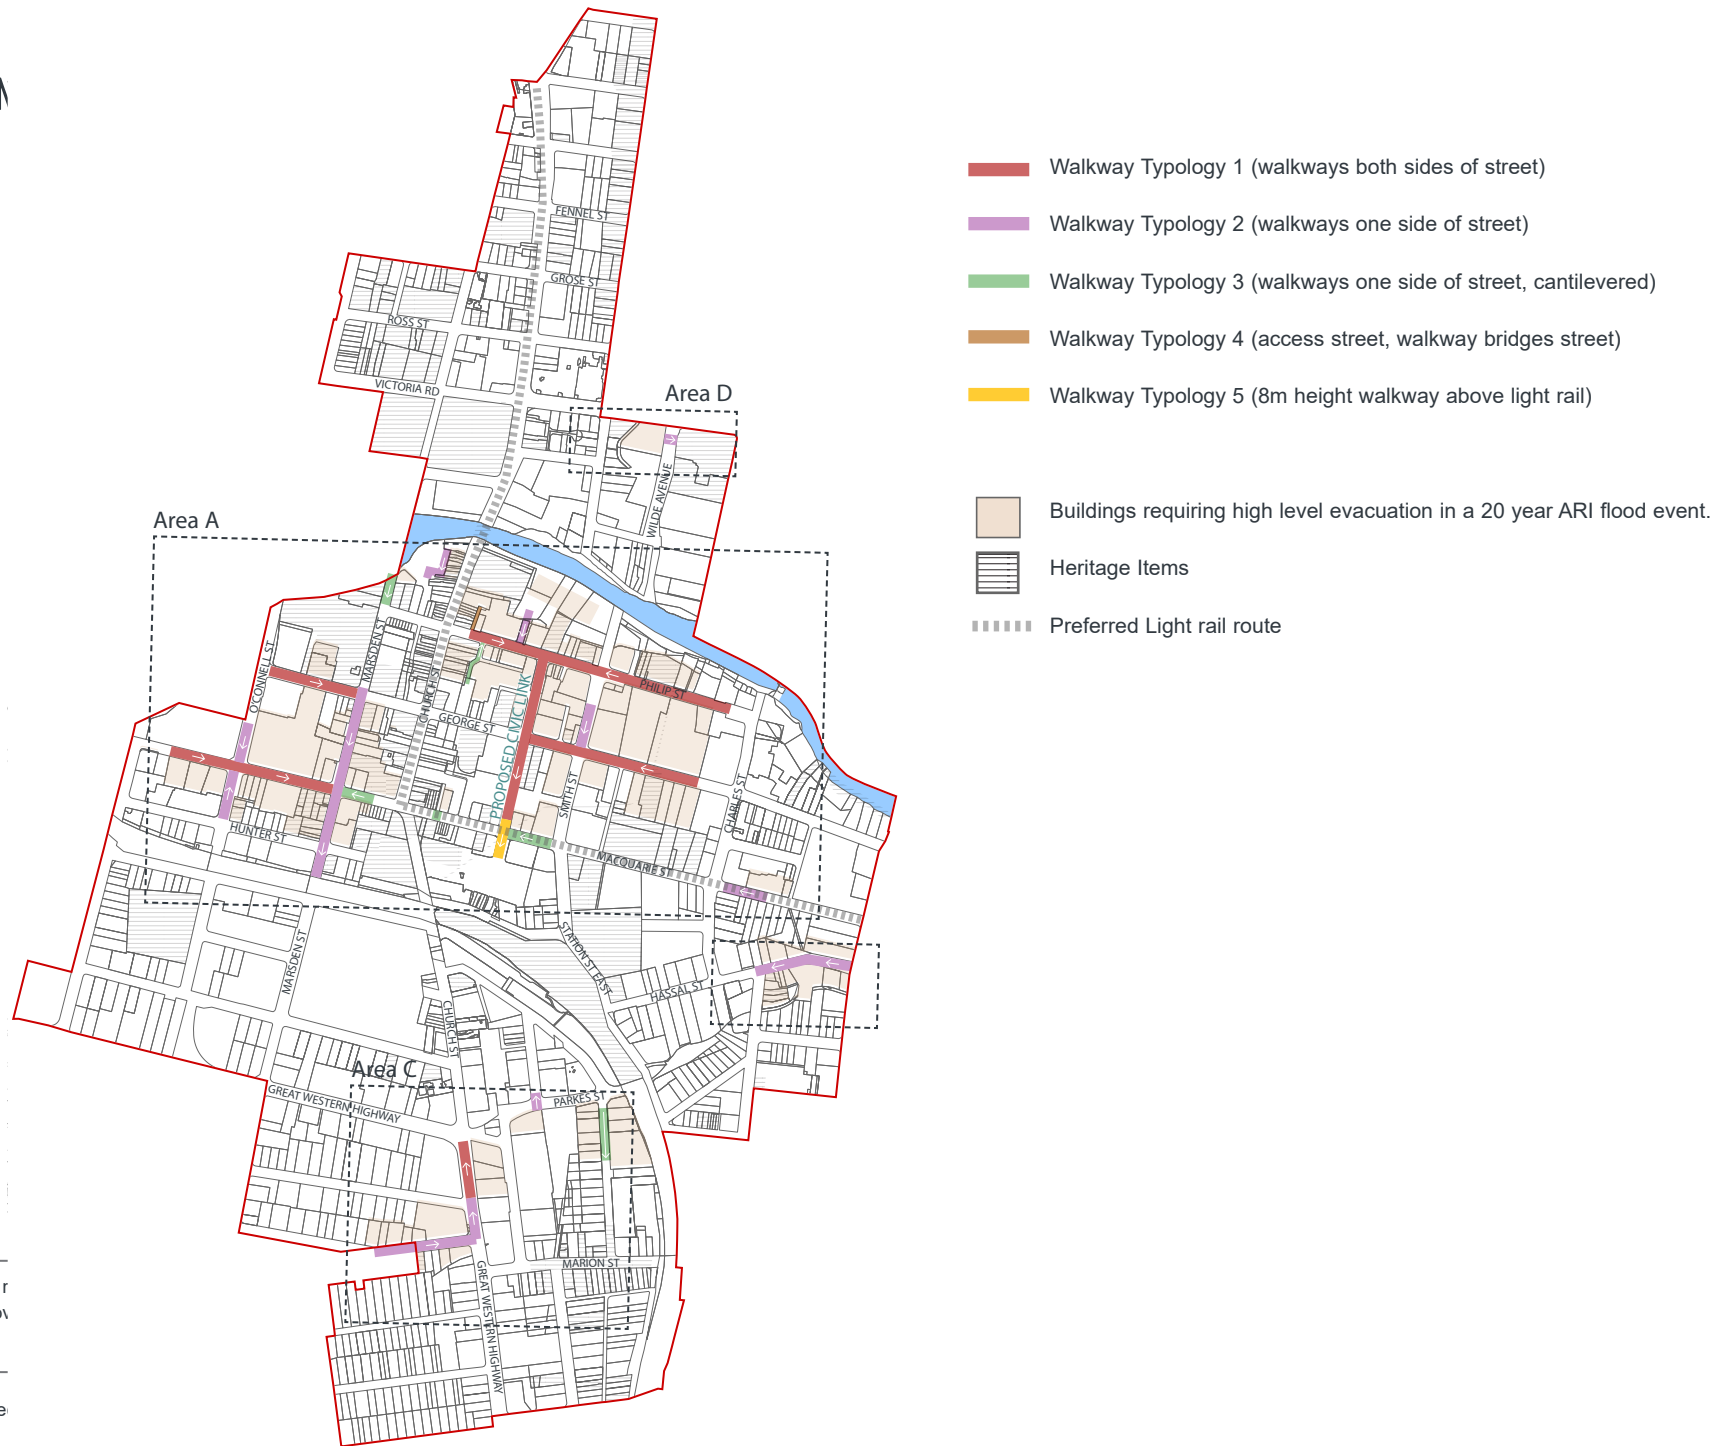 Walkway Typology 1 (walkways both sides of street)
Walkway Typology 2 (walkways one side of street)
Walkway Typology 3 (walkways one side of street, cantilevered)
Walkway Typology 4 (access street, walkway bridges street)
Walkway Typology 5 (8m height walkway above light rail)
Buildings requiring high level evacuation in a 20 year ARI flood event.
Heritage Items
Preferred Light rail route
FENNEL ST
GROSE ST
ROSS ST
VICTORIA RD
Area D
WILDE AVENUE
Area A
O'CONNELL ST
MARSDEN ST
CHURCH ST
GEORGE ST
PROPOSED CIVIC LINK
PHILIP ST
SMITH ST
CHARLES ST
HUNTER ST
MACQUARIE ST
MARSDEN ST
STATION ST EAST
HASSAL ST
CHURCH ST
Area C
GREAT WESTERN HIGHWAY
PARKES ST
MARION ST
GREAT WESTERN HIGHWAY